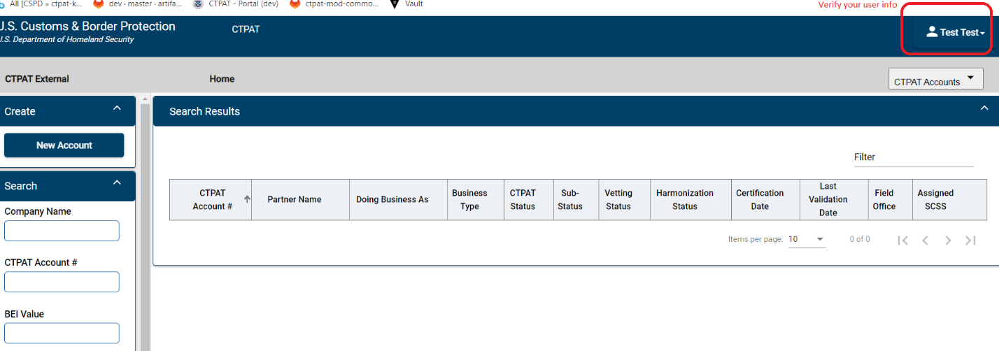 All [CSPD » ctpat-k... dev · master · artifa... CTPAT - Portal (dev) ctpat-mod-commo... Vault
Verify your user info
U.S. Customs & Border Protection
U.S. Department of Homeland Security
CTPAT
Test Test
CTPAT External
Home
CTPAT Accounts
Create
New Account
Search
Company Name
CTPAT Account #
BEI Value
Search Results
Filter
CTPAT Account # Partner Name Doing Business As Business Type CTPAT Status Sub-Status Vetting Status Harmonization Status Certification Date Last Validation Date Field Office Assigned SCSS
Items per page: 10 0 of 0